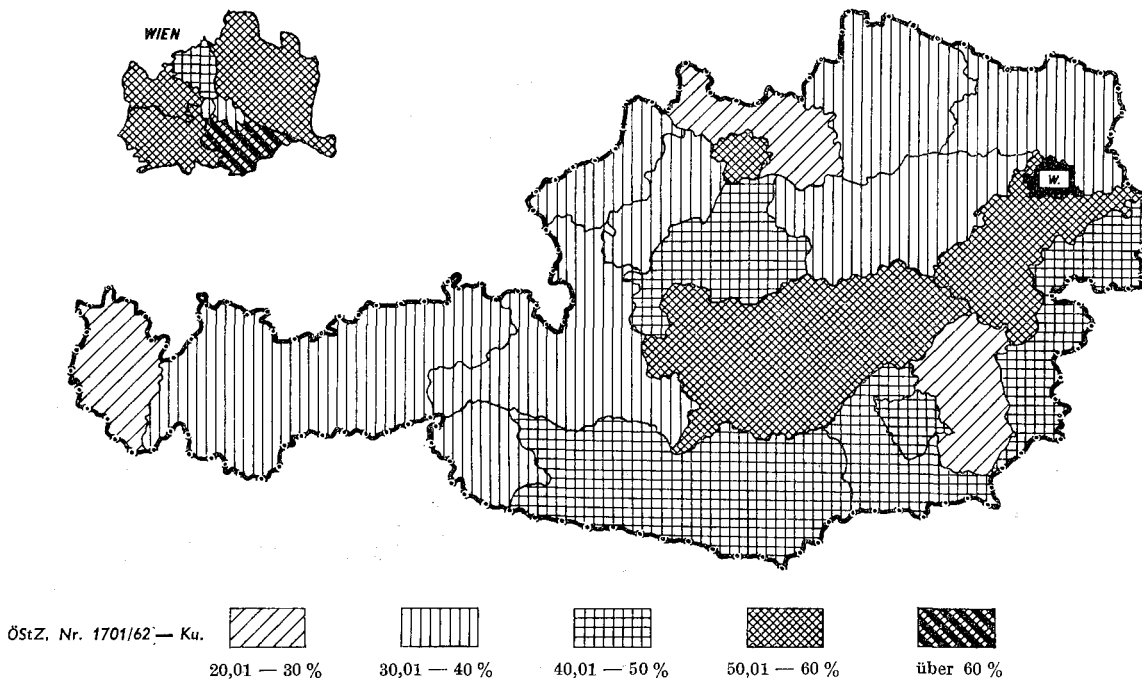 WIEN
W.
ÖStZ, Nr. 1701/62 — Ku.
20,01 — 30 %
30,01 — 40 %
40,01 — 50 %
50,01 — 60 %
über 60 %